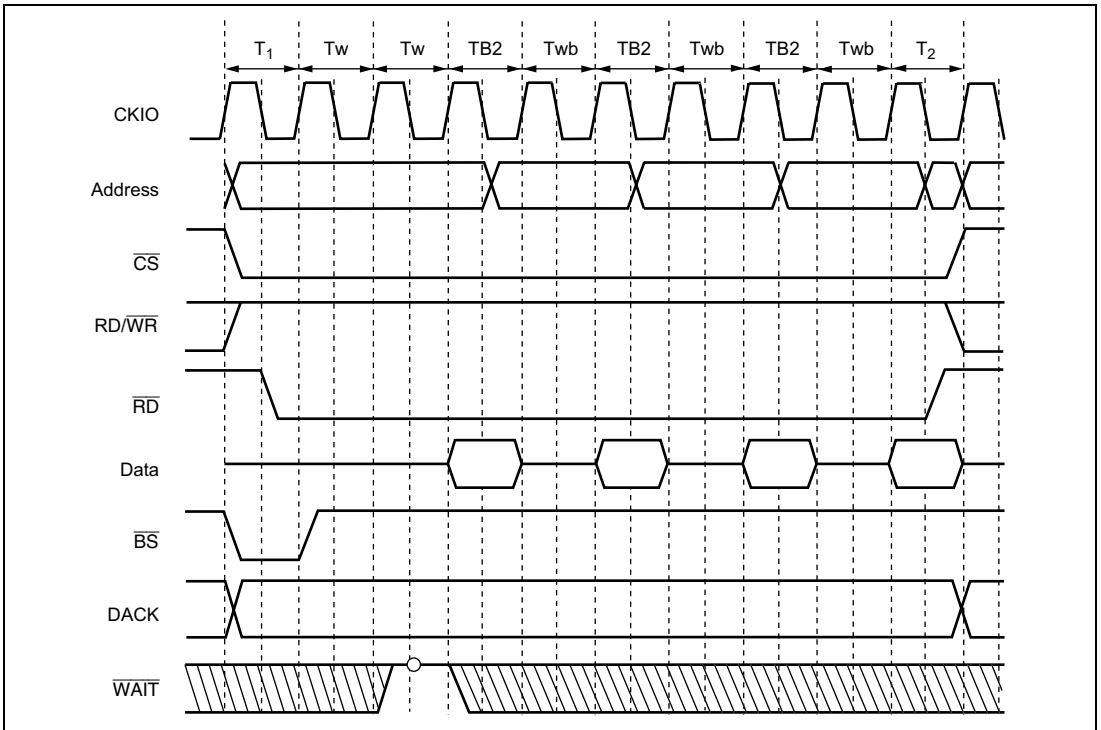 T1 Tw Tw TB2 Twb TB2 Twb TB2 Twb T2
CKIO
Address
CS
RD/WR
RD
Data
BS
DACK
WAIT